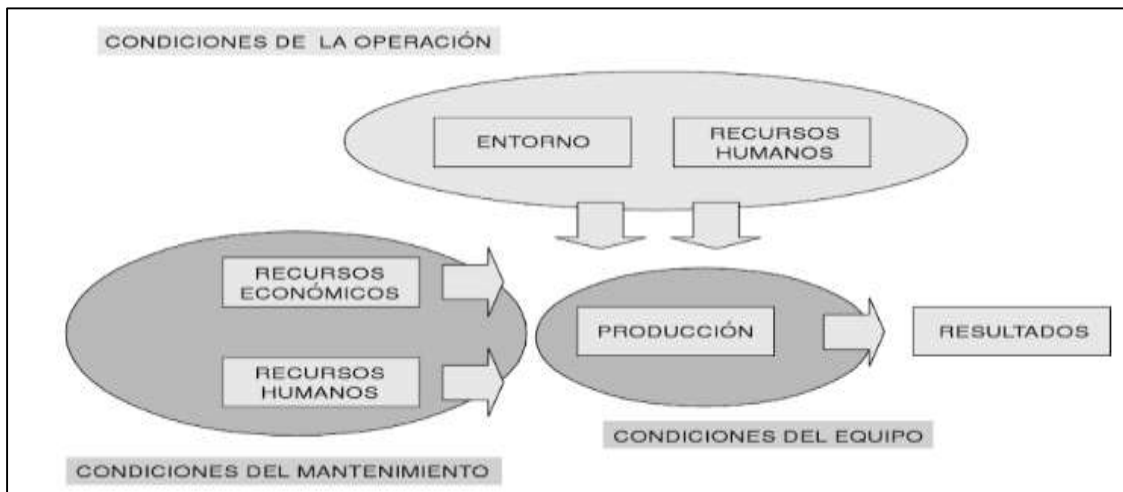 CONDICIONES DE LA OPERACIÓN
ENTORNO
RECURSOS
HUMANOS
RECURSOS
ECONÓMICOS
PRODUCCIÓN
RESULTADOS
RECURSOS
HUMANOS
CONDICIONES DEL EQUIPO
CONDICIONES DEL MANTENIMIENTO